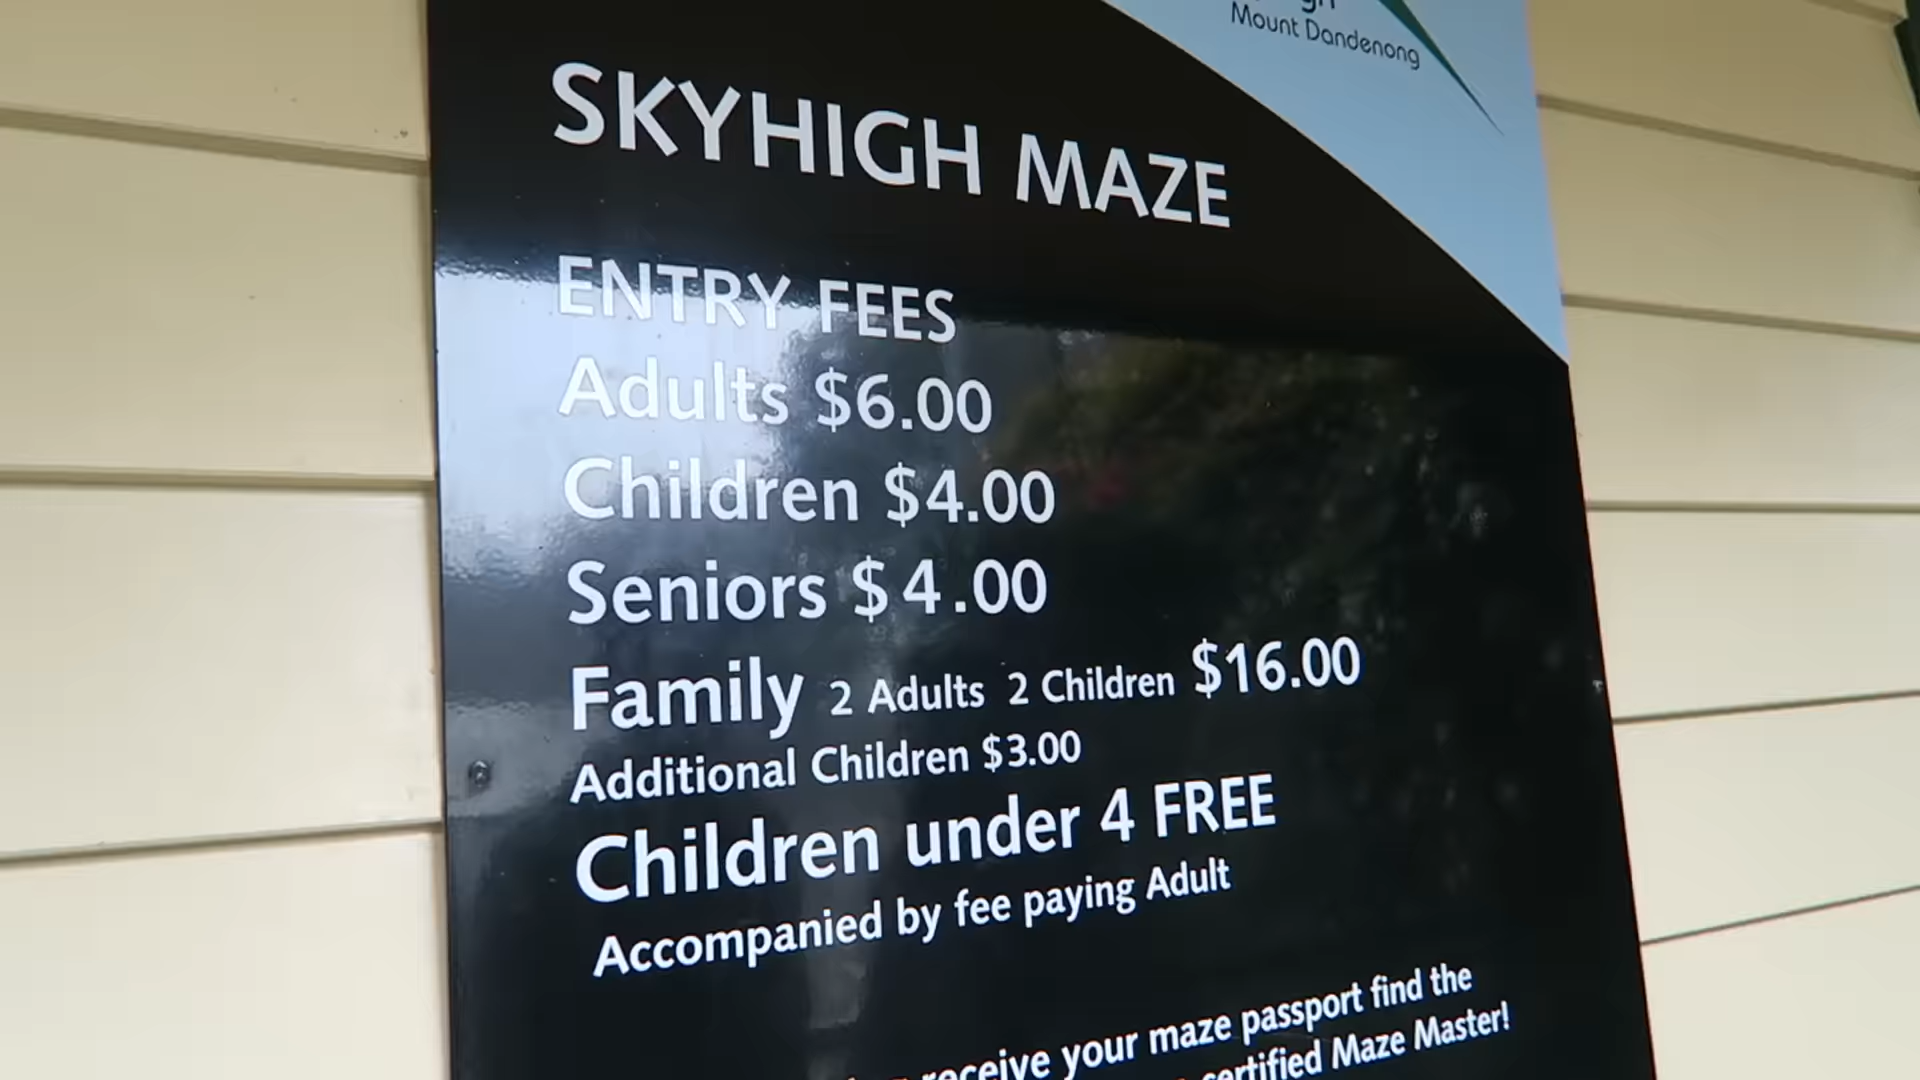 Mount Dandenong
SKYHIGH MAZE
ENTRY FEES
Adults $6.00
Children $4.00
Seniors $4.00
Family 2 Adults 2 Children $16.00
Additional Children $3.00
Children under 4 FREE
Accompanied by fee paying Adult
receive your maze passport find the
certified Maze Master!